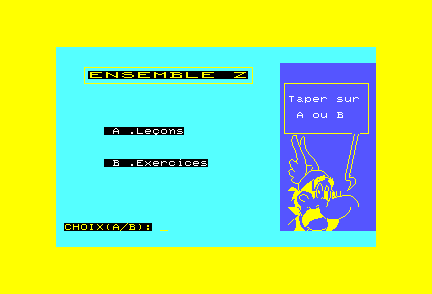 ENSEMBLE Z
Taper sur
A ou B
A .Leçons
B .Exercices
CHOIX(A/B): _